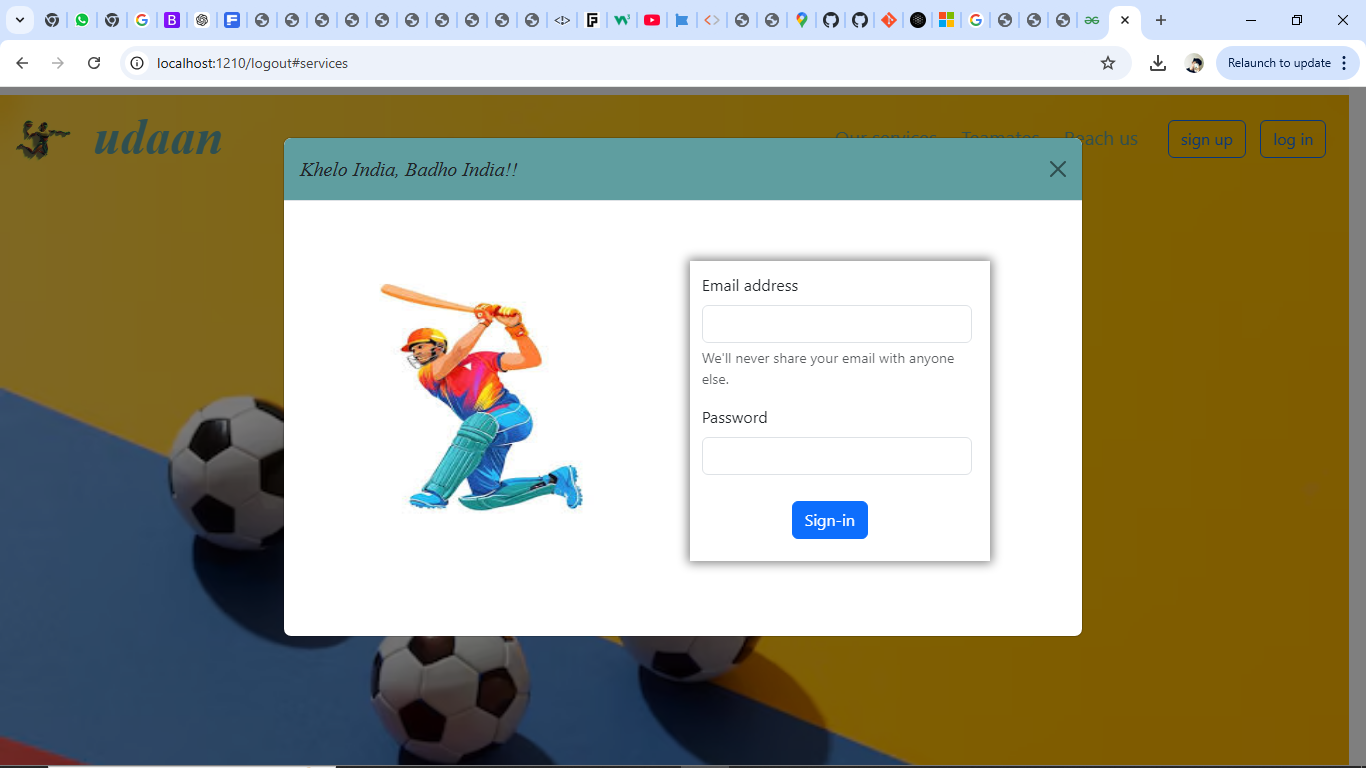 localhost:1210/logout#services
Relaunch to update
udaan
Our services Teamates Reach us sign up log in
Khelo India, Badho India!!
Email address
We'll never share your email with anyone
else.
Password
Sign-in